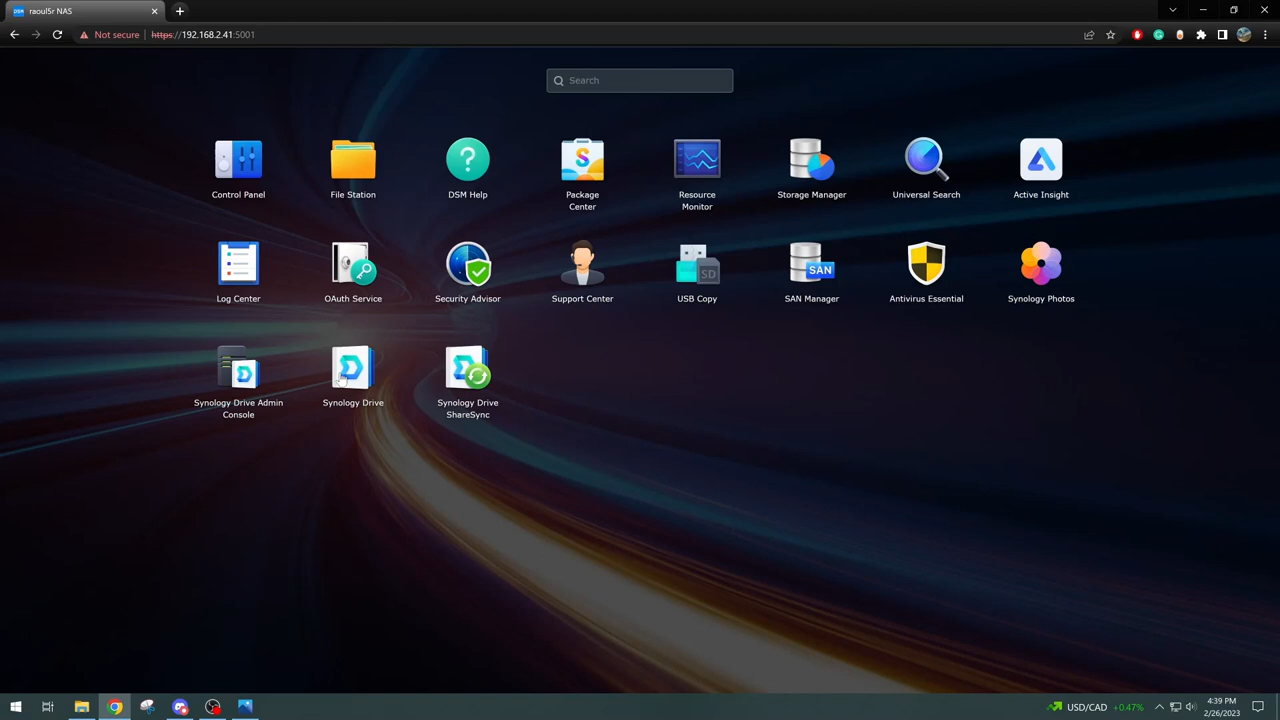 DSM raoul5r NAS
Not secure https://192.168.2.41:5001
Search
Control Panel
File Station
DSM Help
Package
Center
Resource
Monitor
Storage Manager
Universal Search
Active Insight
Log Center
OAuth Service
Security Advisor
Support Center
SD
USB Copy
SAN
SAN Manager
Antivirus Essential
Synology Photos
Synology Drive Admin
Console
Synology Drive
Synology Drive
ShareSync
USD/CAD +0.47%
4:39 PM
2/26/2023